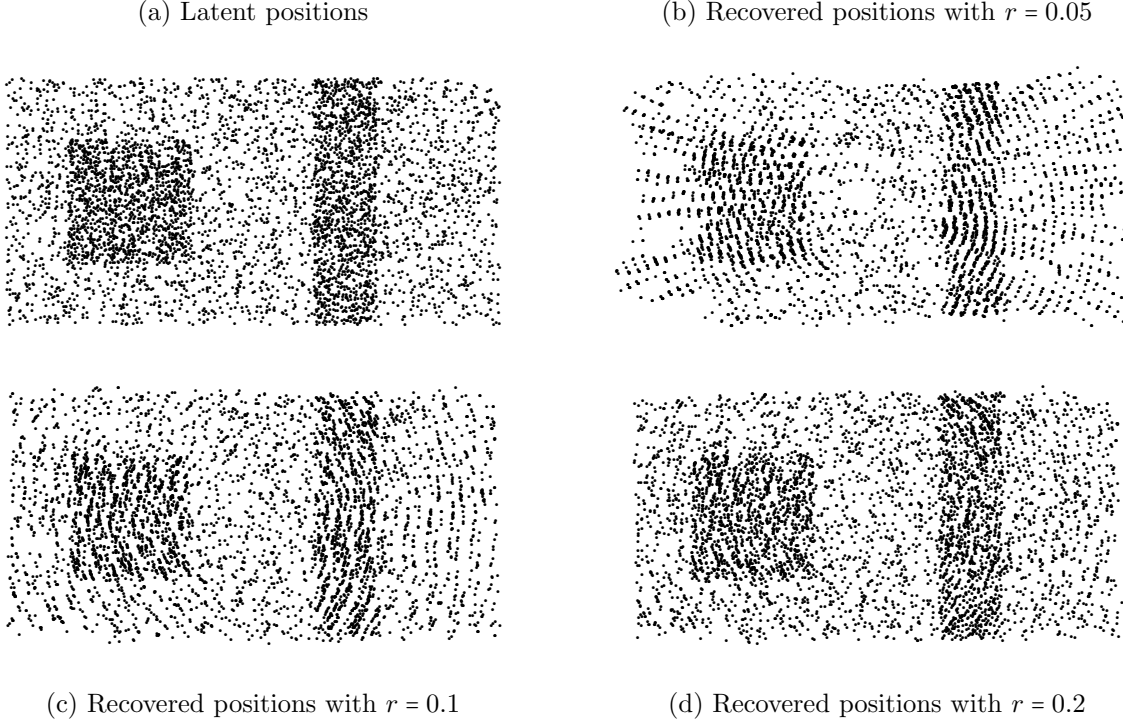 (a) Latent positions
(b) Recovered positions with r = 0.05
(c) Recovered positions with r = 0.1
(d) Recovered positions with r = 0.2